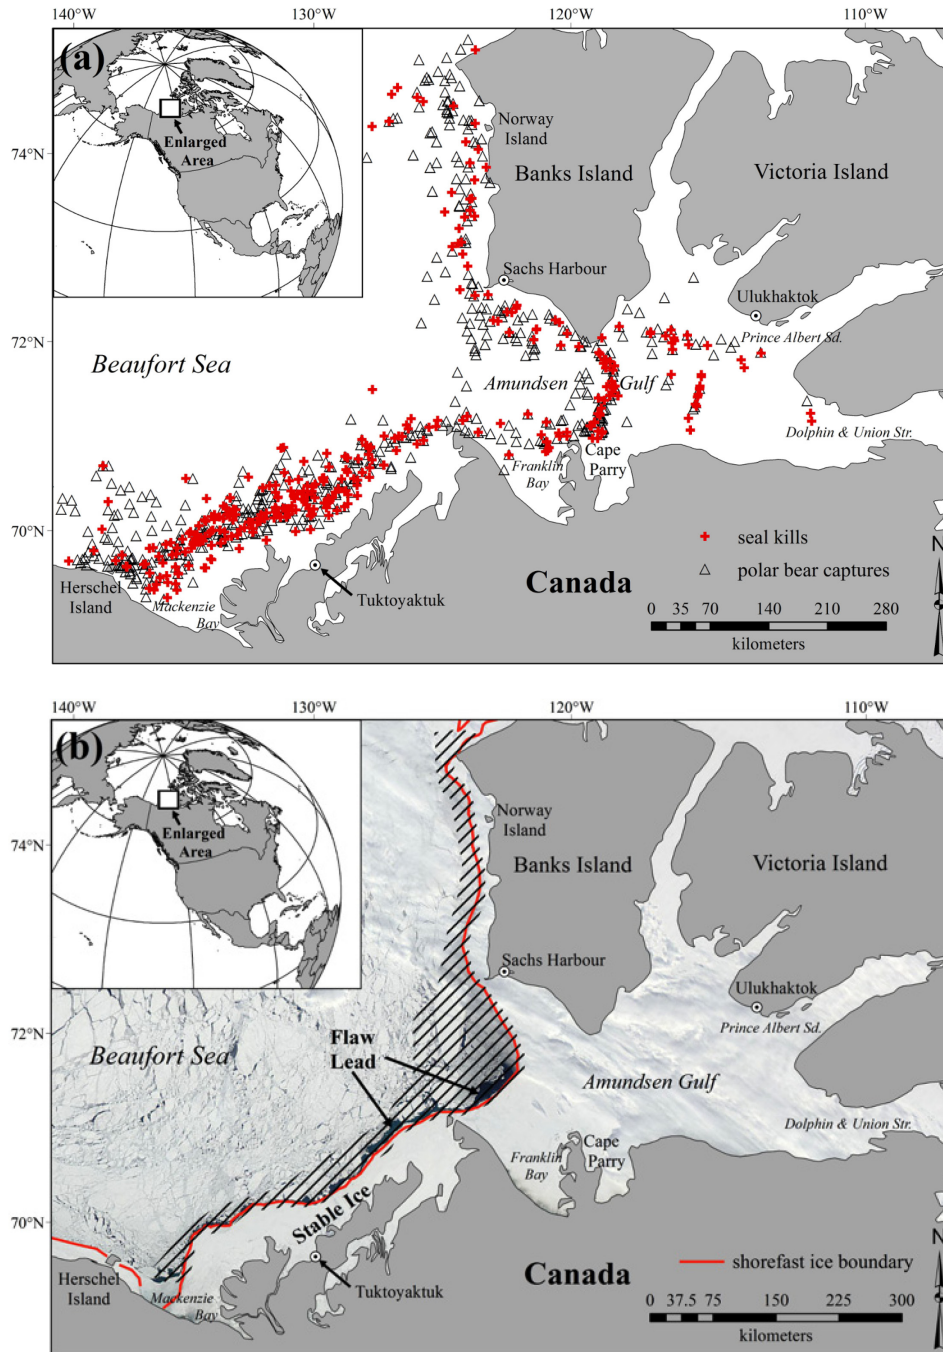 140°W 130°W 120°W 110°W
(a)
Enlarged
Area
Norway
Island
74°N
Banks Island
Victoria Island
Sachs Harbour
Ulukhaktok
Prince Albert Sd.
72°N
Beaufort Sea
Amundsen Gulf
Dolphin & Union Str.
Cape
Parry
Franklin
Bay
70°N
seal kills
N
polar bear captures
Herschel
Island
Mackenzie
Bay
Tuktoyaktuk
Canada
0 35 70 140 210 280
kilometers
140°W 130°W 120°W 110°W
(b)
Enlarged
Area
Norway
Island
74°N
Banks Island
Victoria Island
Sachs Harbour
Ulukhaktok
Prince Albert Sd.
72°N
Beaufort Sea
Flaw
Lead
Amundsen Gulf
Dolphin & Union Str.
Cape
Parry
Franklin
Bay
70°N
Stable Ice
N
shorefast ice boundary
Herschel
Island
Mackenzie
Bay
Tuktoyaktuk
Canada
0 37.5 75 150 225 300
kilometers